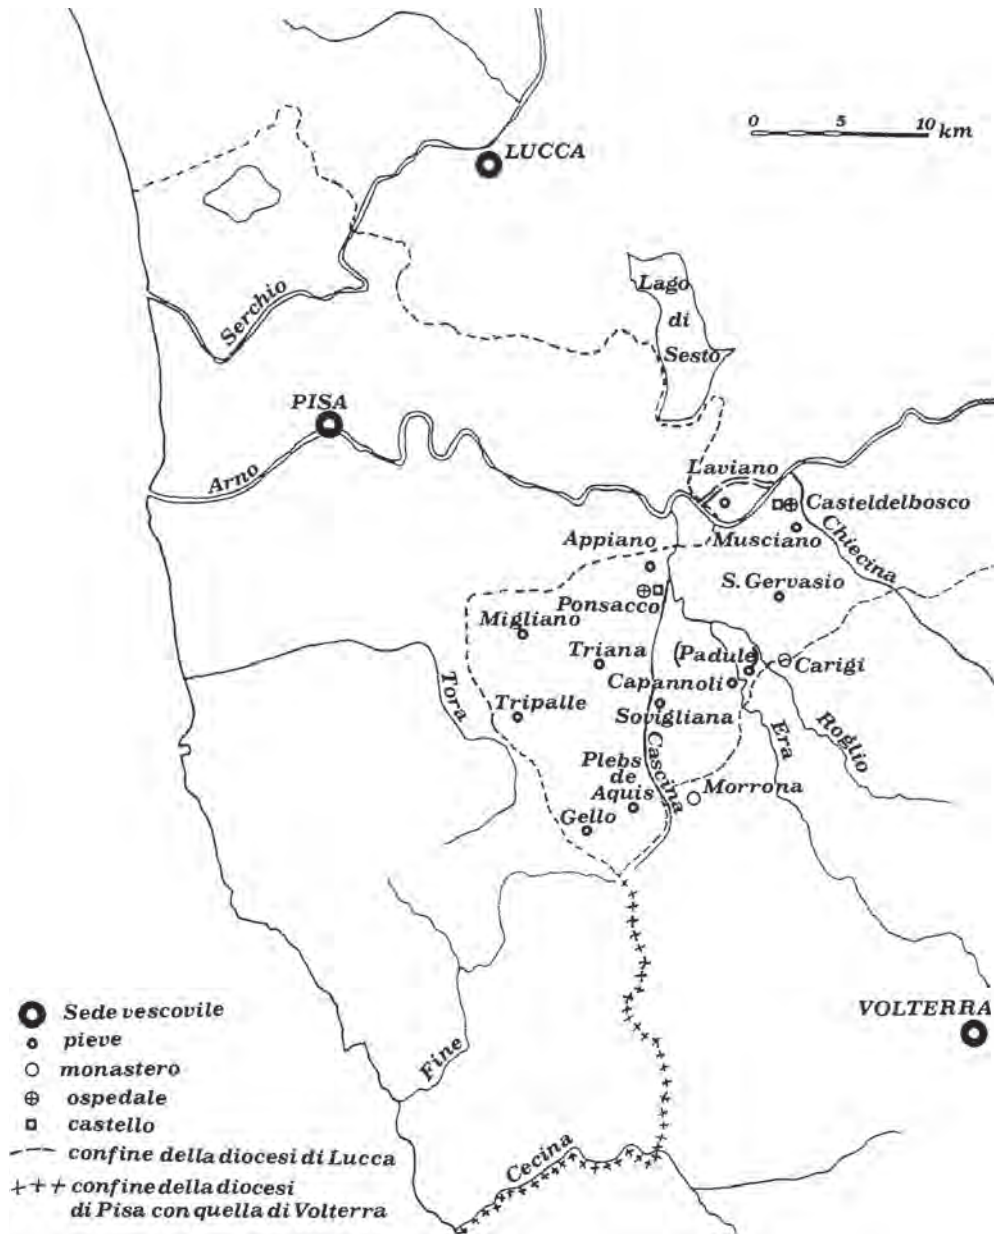 0 5 10 km
LUCCA
Lago
di
Sesto
Serchio
PISA
Arno
Laviano
Casteldelbosco
Appiano
Musciano
Chiecina
S. Gervasio
Ponsacco
Migliano
Triana
(Padule)
Carigi
Capannoli
Tora
Tripalle
Sovigliana
Era
Roglio
Plebs
de
Aquis
Cascina
Morrona
Gello
VOLTERRA
Fine
Cecina
Sede vescovile
pieve
monastero
ospedale
castello
confine della diocesi di Lucca
confine della diocesi
di Pisa con quella di Volterra